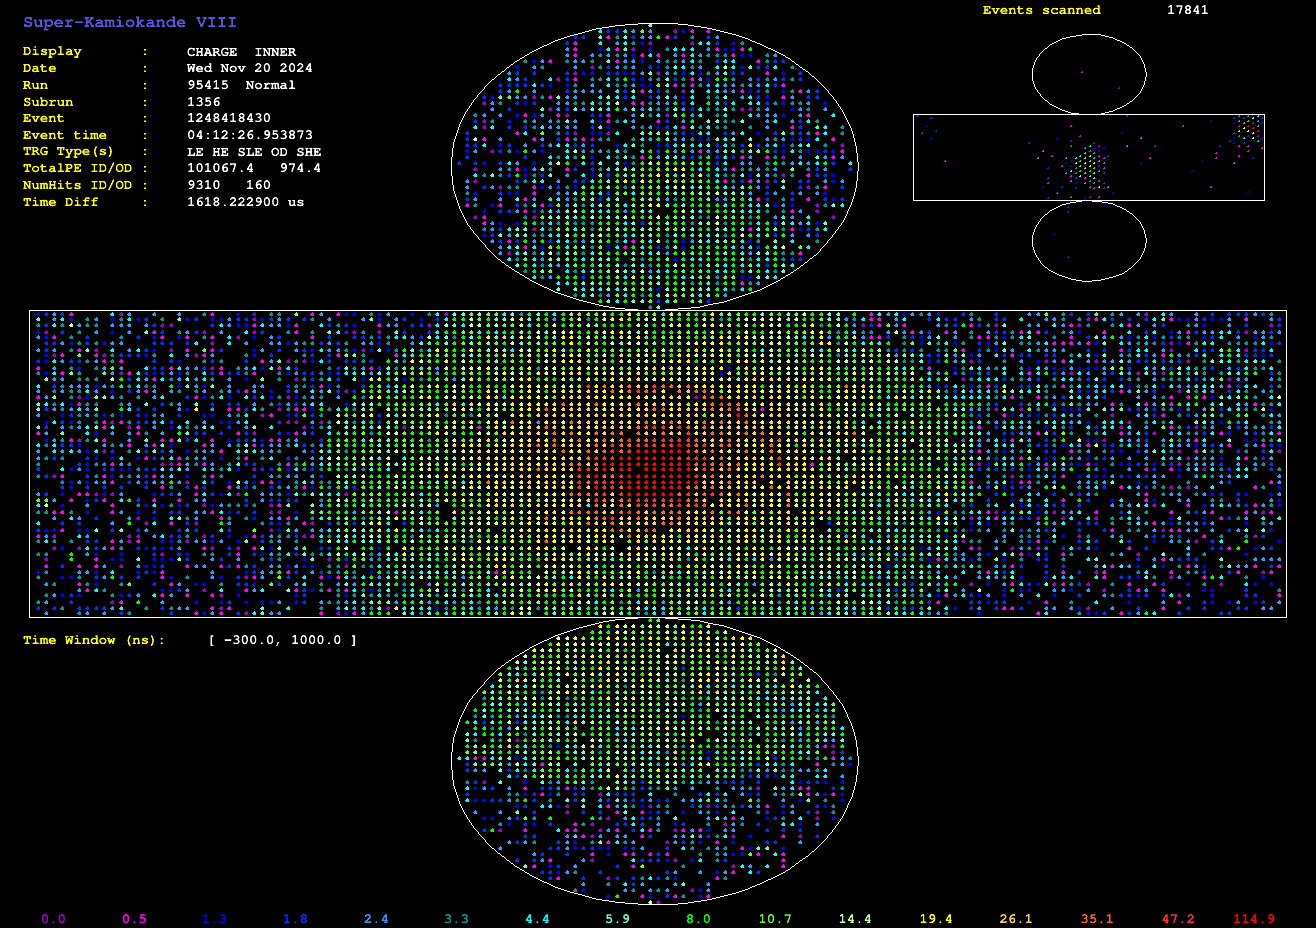 Super-Kamiokande VIII
Events scanned 17841
Display : CHARGE INNER
Date : Wed Nov 20 2024
Run : 95415 Normal
Subrun : 1356
Event : 1248418430
Event time : 04:12:26.953873
TRG Type(s) : LE HE SLE OD SHE
TotalPE ID/OD : 101067.4 974.4
NumHits ID/OD : 9310 160
Time Diff : 1618.222900 us
Time Window (ns): [ -300.0, 1000.0 ]
0.0 0.5 1.3 1.8 2.4 3.3 4.4 5.9 8.0 10.7 14.4 19.4 26.1 35.1 47.2 114.9